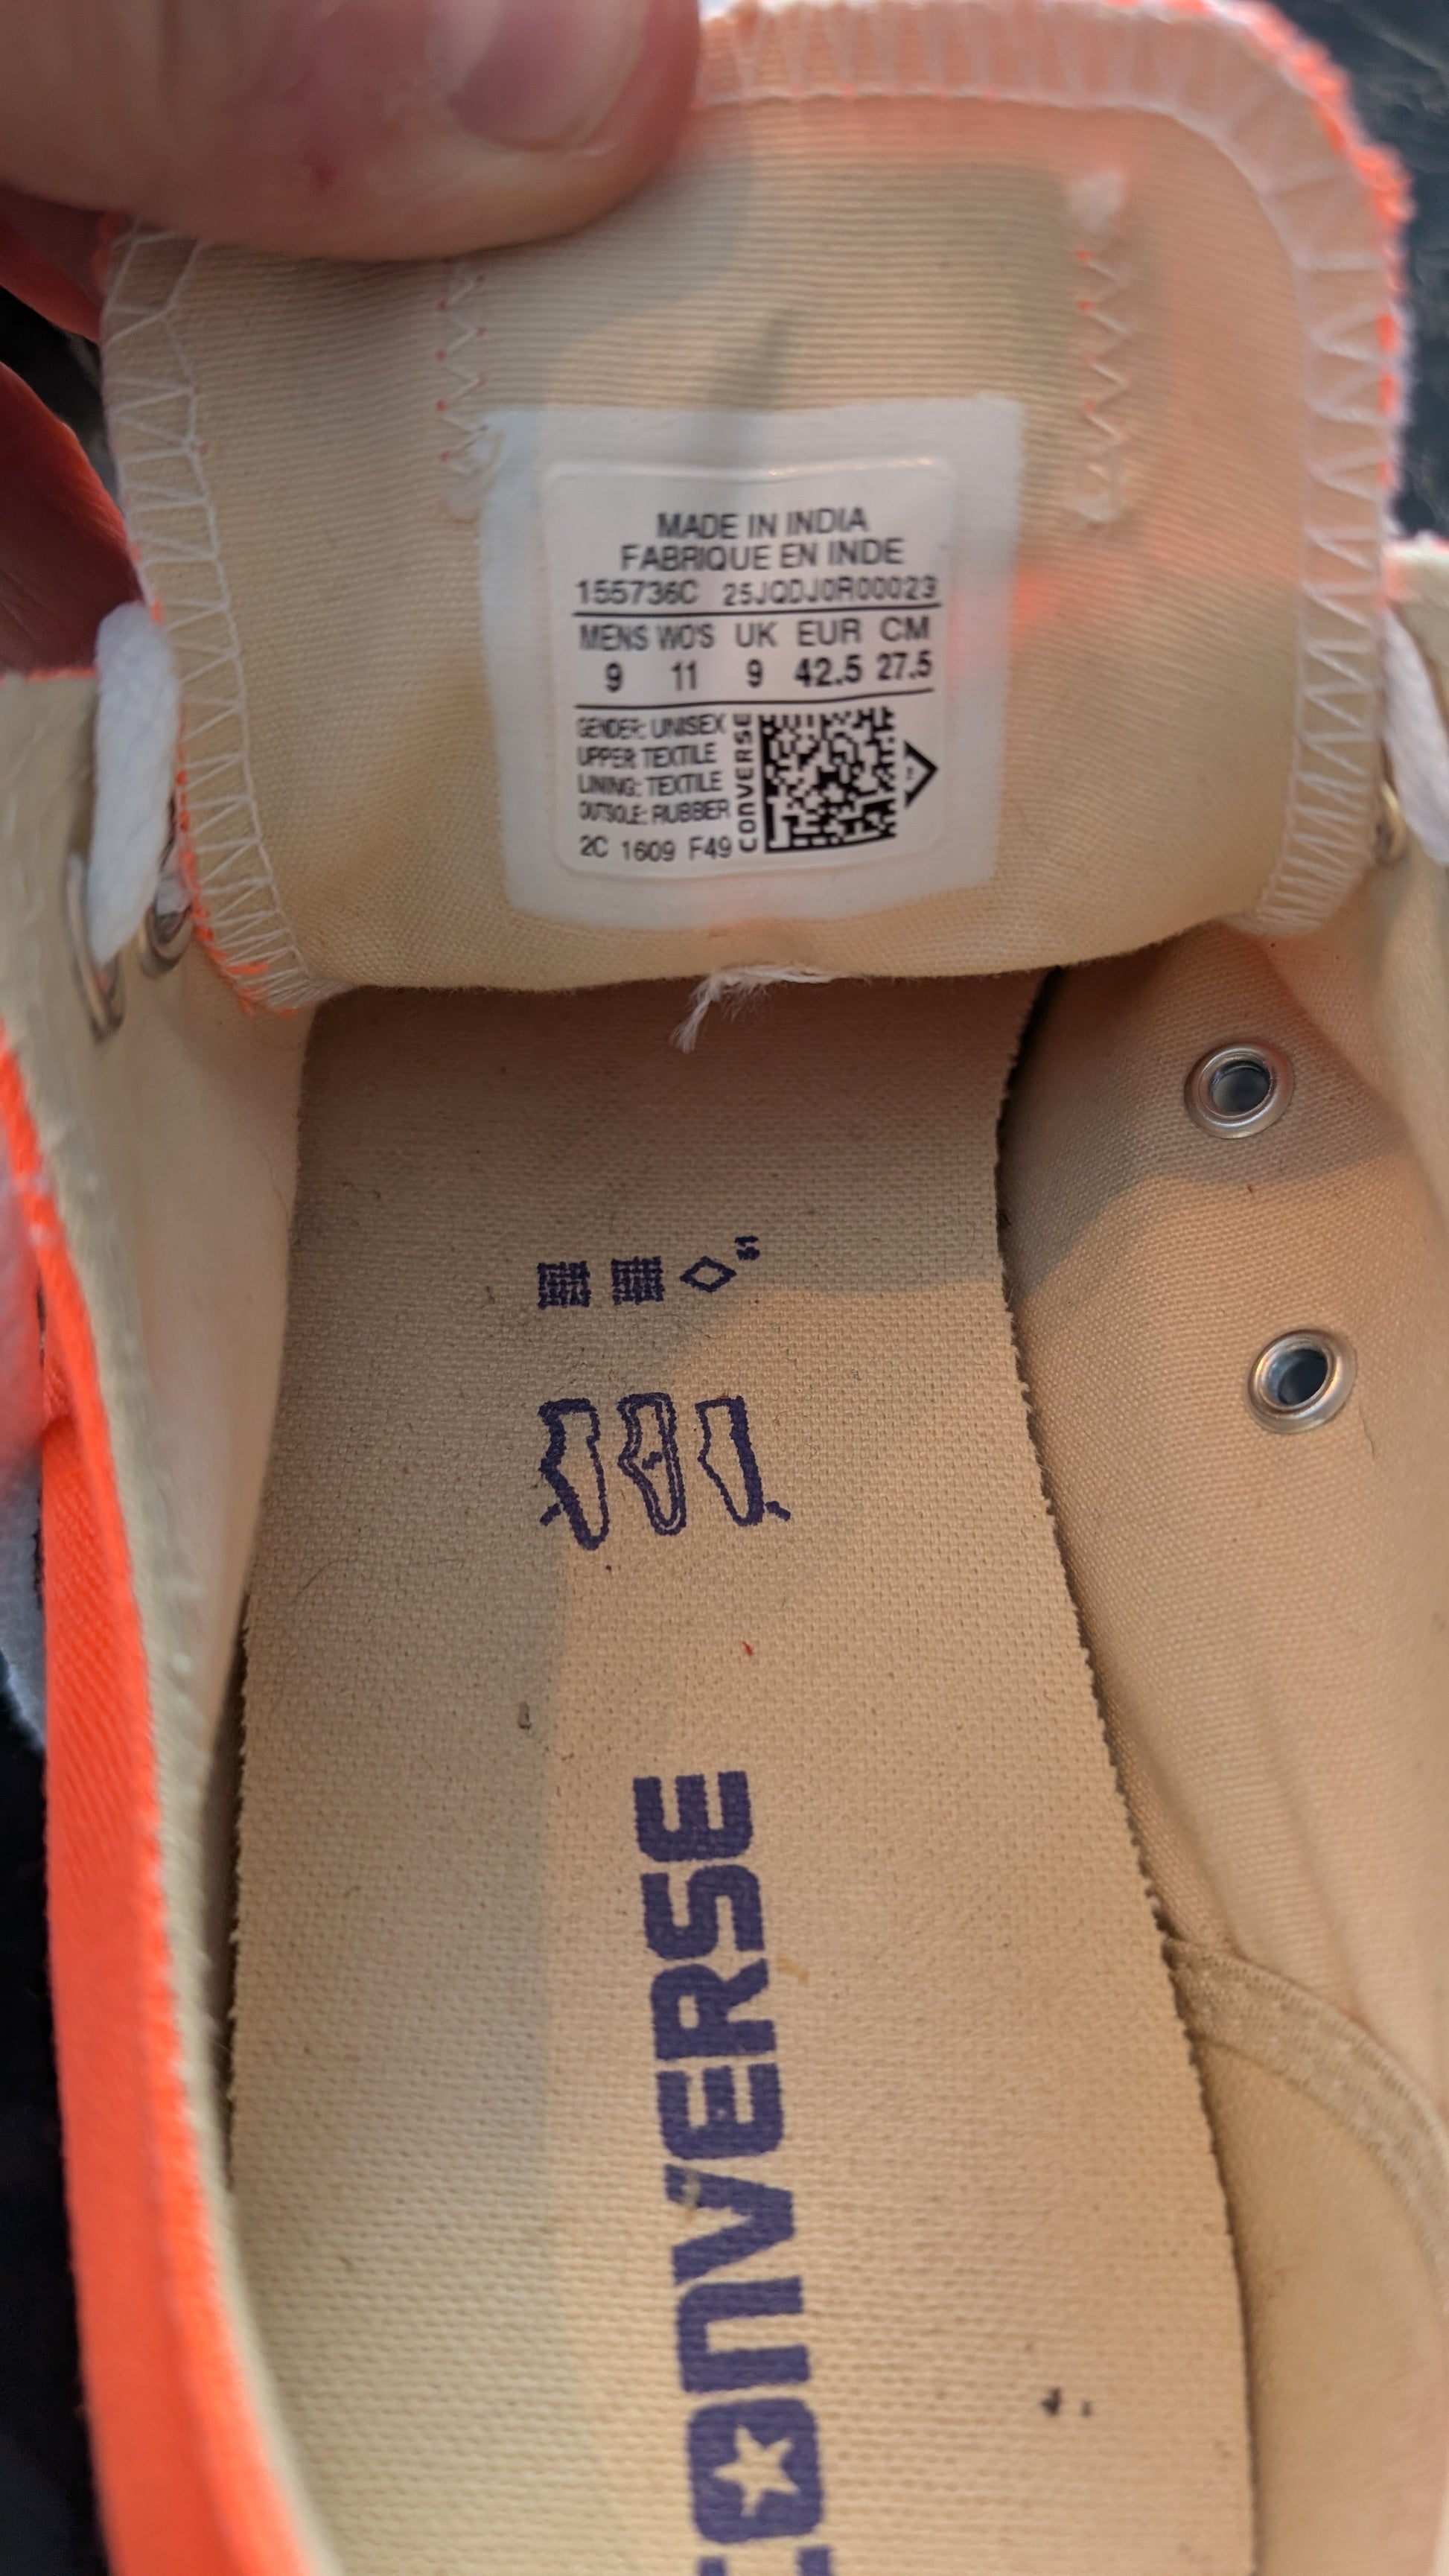 MADE IN INDIA
FABRIQUE EN INDE
155736C 25JQDJ0R00023
MENS WO'S UK EUR CM
9 11 9 42.5 27.5
GENDER: UNISEX
UPPER TEXTILE
LINING: TEXTILE
OUTSOLE: RUBBER
2C 1609 F49
CONVERSE
51
CONVERSE